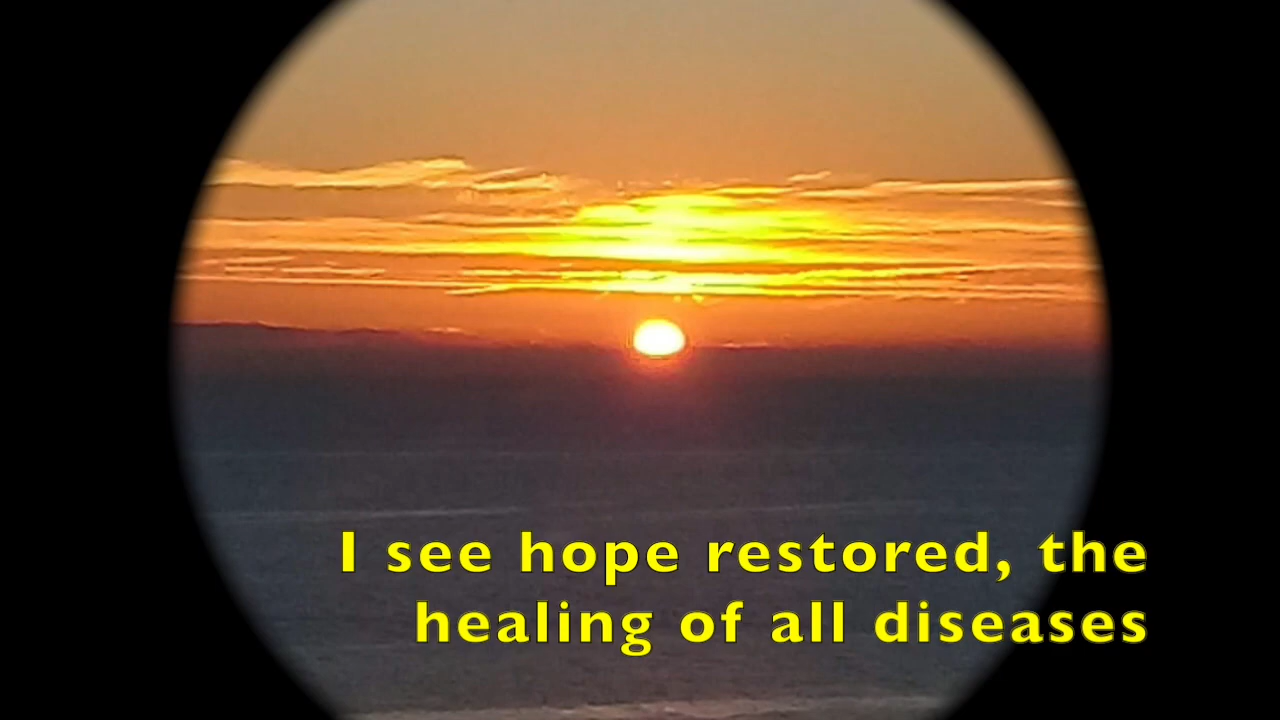 I see hope restored, the
healing of all diseases